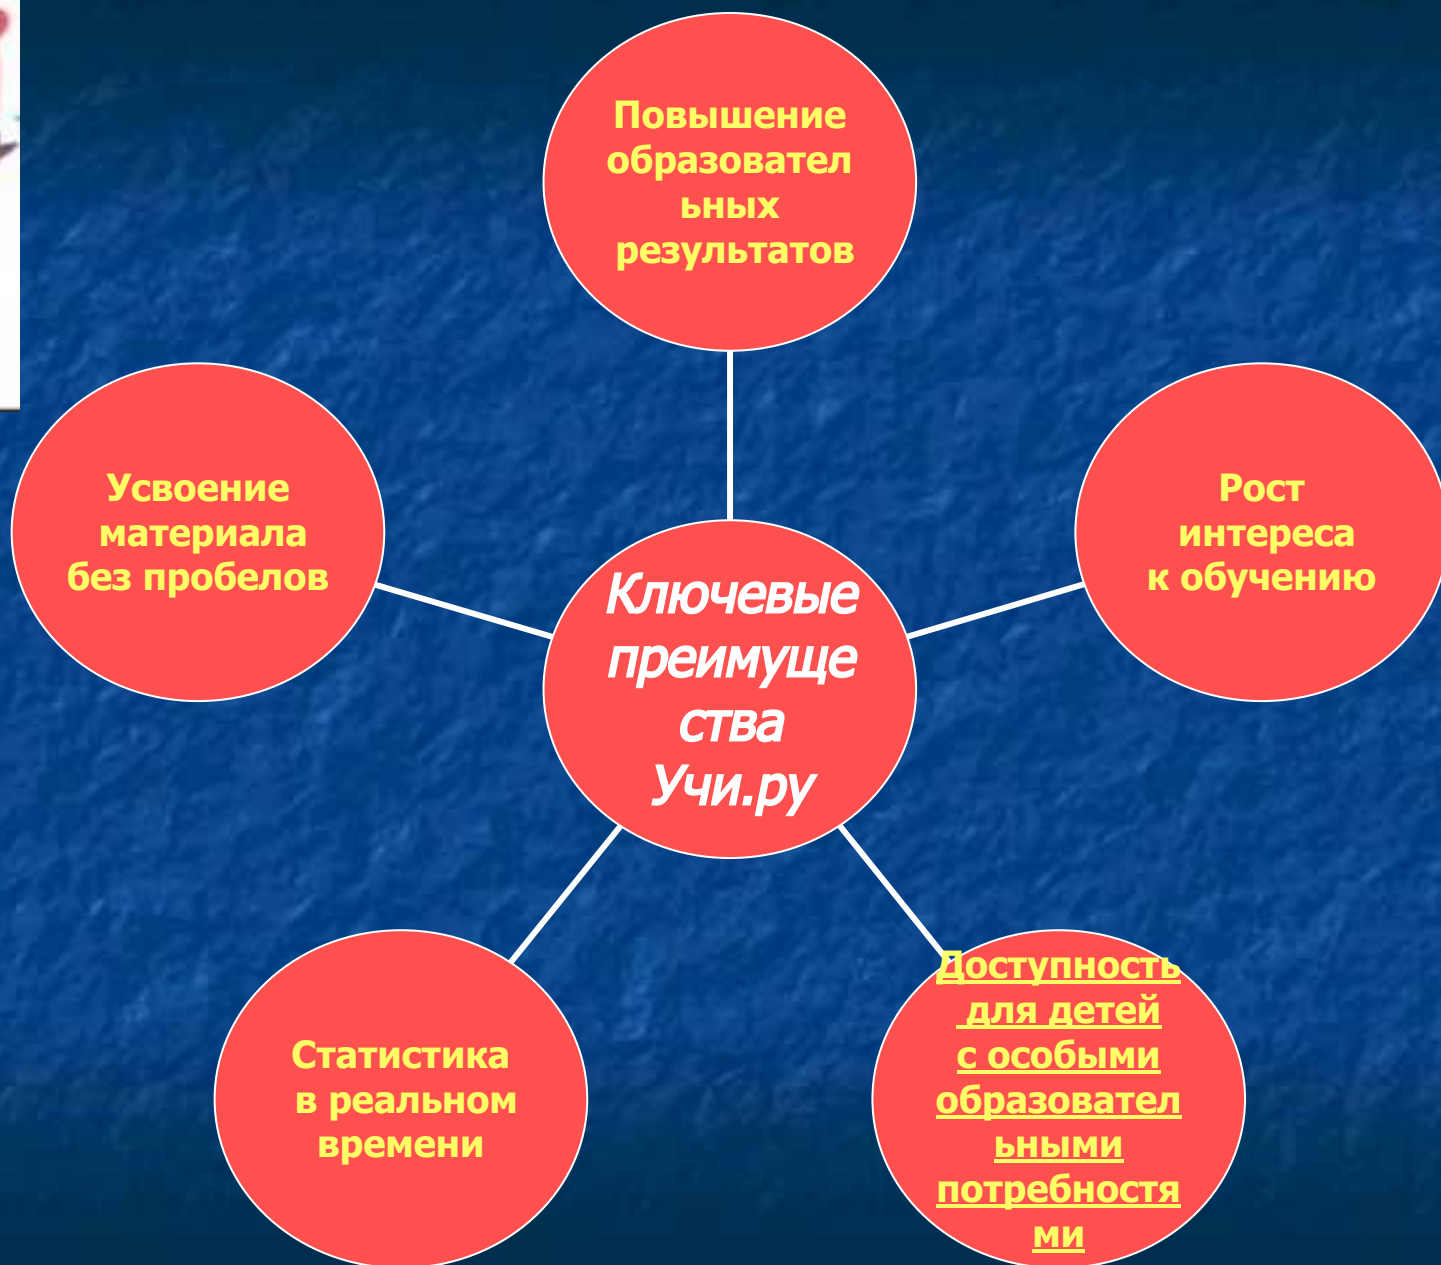 Повышение
образовател
ьных
результатов
Усвоение
материала
без пробелов
Рост
интереса
к обучению
Ключевые
преимуще
ства
Учи.ру
Статистика
в реальном
времени
Доступность
для детей
с особыми
образовател
ьными
потребностя
ми